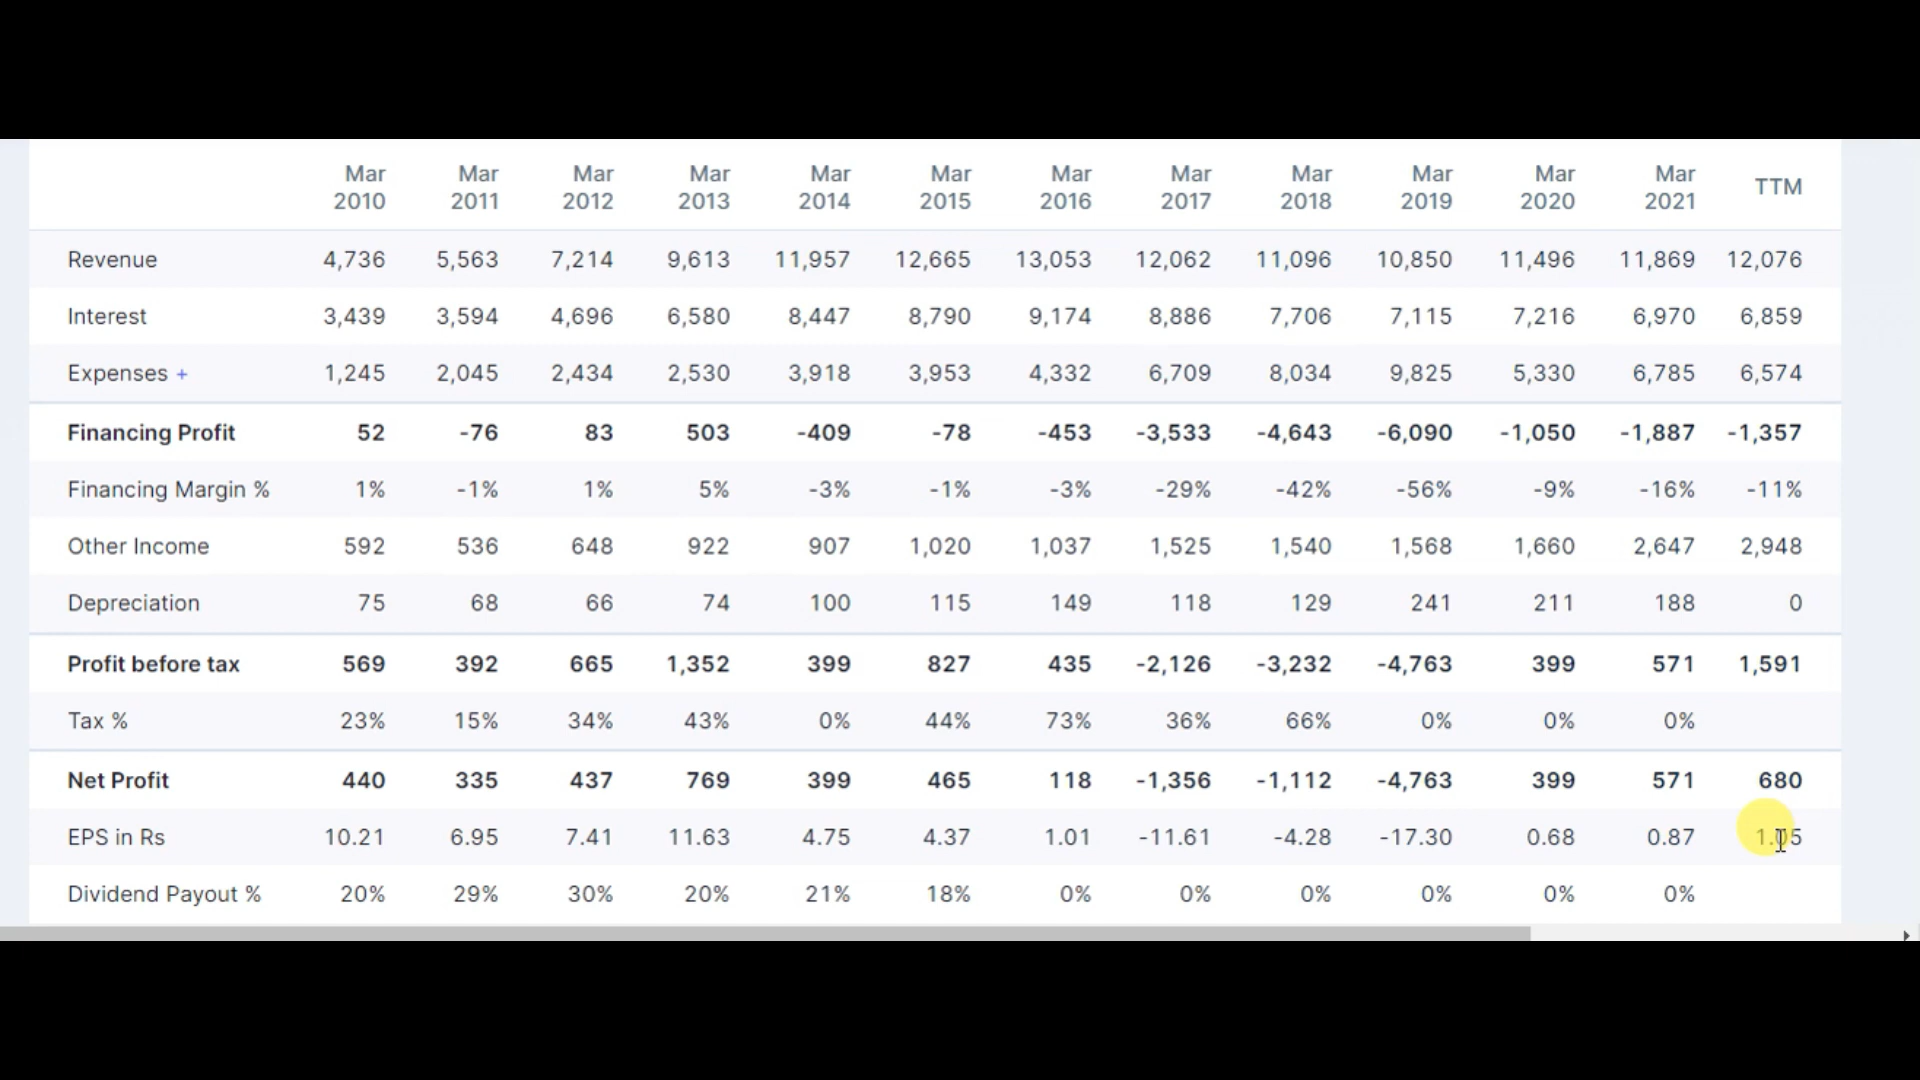 Mar 2010 Mar 2011 Mar 2012 Mar 2013 Mar 2014 Mar 2015 Mar 2016 Mar 2017 Mar 2018 Mar 2019 Mar 2020 Mar 2021 TTM
Revenue 4,736 5,563 7,214 9,613 11,957 12,665 13,053 12,062 11,096 10,850 11,496 11,869 12,076
Interest 3,439 3,594 4,696 6,580 8,447 8,790 9,174 8,886 7,706 7,115 7,216 6,970 6,859
Expenses + 1,245 2,045 2,434 2,530 3,918 3,953 4,332 6,709 8,034 9,825 5,330 6,785 6,574
Financing Profit 52 -76 83 503 -409 -78 -453 -3,533 -4,643 -6,090 -1,050 -1,887 -1,357
Financing Margin % 1% -1% 1% 5% -3% -1% -3% -29% -42% -56% -9% -16% -11%
Other Income 592 536 648 922 907 1,020 1,037 1,525 1,540 1,568 1,660 2,647 2,948
Depreciation 75 68 66 74 100 115 149 118 129 241 211 188 0
Profit before tax 569 392 665 1,352 399 827 435 -2,126 -3,232 -4,763 399 571 1,591
Tax % 23% 15% 34% 43% 0% 44% 73% 36% 66% 0% 0% 0%
Net Profit 440 335 437 769 399 465 118 -1,356 -1,112 -4,763 399 571 680
EPS in Rs 10.21 6.95 7.41 11.63 4.75 4.37 1.01 -11.61 -4.28 -17.30 0.68 0.87 1.05
Dividend Payout % 20% 29% 30% 20% 21% 18% 0% 0% 0% 0% 0% 0%